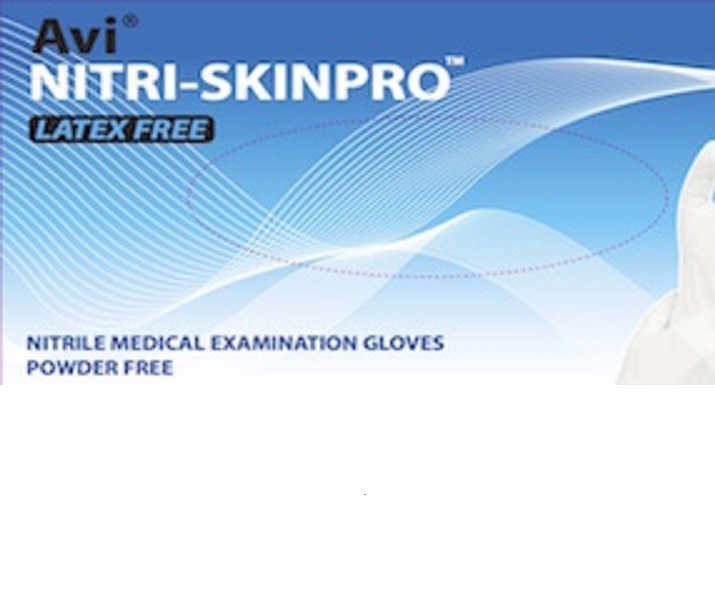 Avi®
NITRI-SKINPRO™
LATEX FREE
NITRILE MEDICAL EXAMINATION GLOVES
POWDER FREE